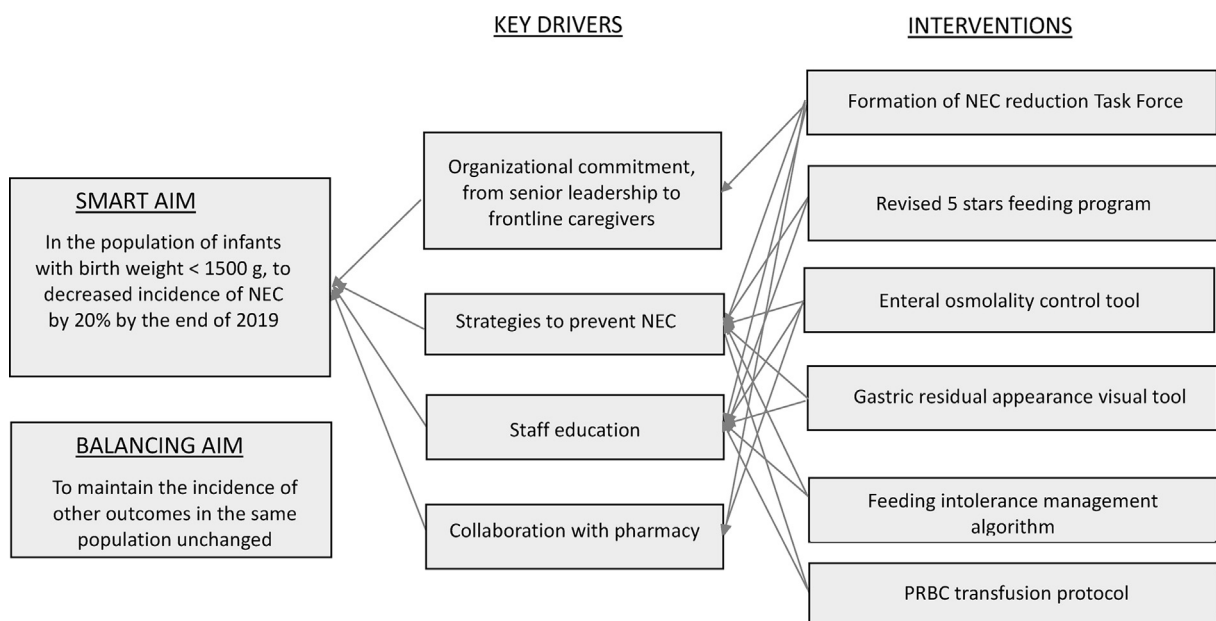 KEY DRIVERS
INTERVENTIONS
SMART AIM
In the population of infants
with birth weight < 1500 g, to
decreased incidence of NEC
by 20% by the end of 2019
BALANCING AIM
To maintain the incidence of
other outcomes in the same
population unchanged
Organizational commitment,
from senior leadership to
frontline caregivers
Strategies to prevent NEC
Staff education
Collaboration with pharmacy
Formation of NEC reduction Task Force
Revised 5 stars feeding program
Enteral osmolality control tool
Gastric residual appearance visual tool
Feeding intolerance management
algorithm
PRBC transfusion protocol